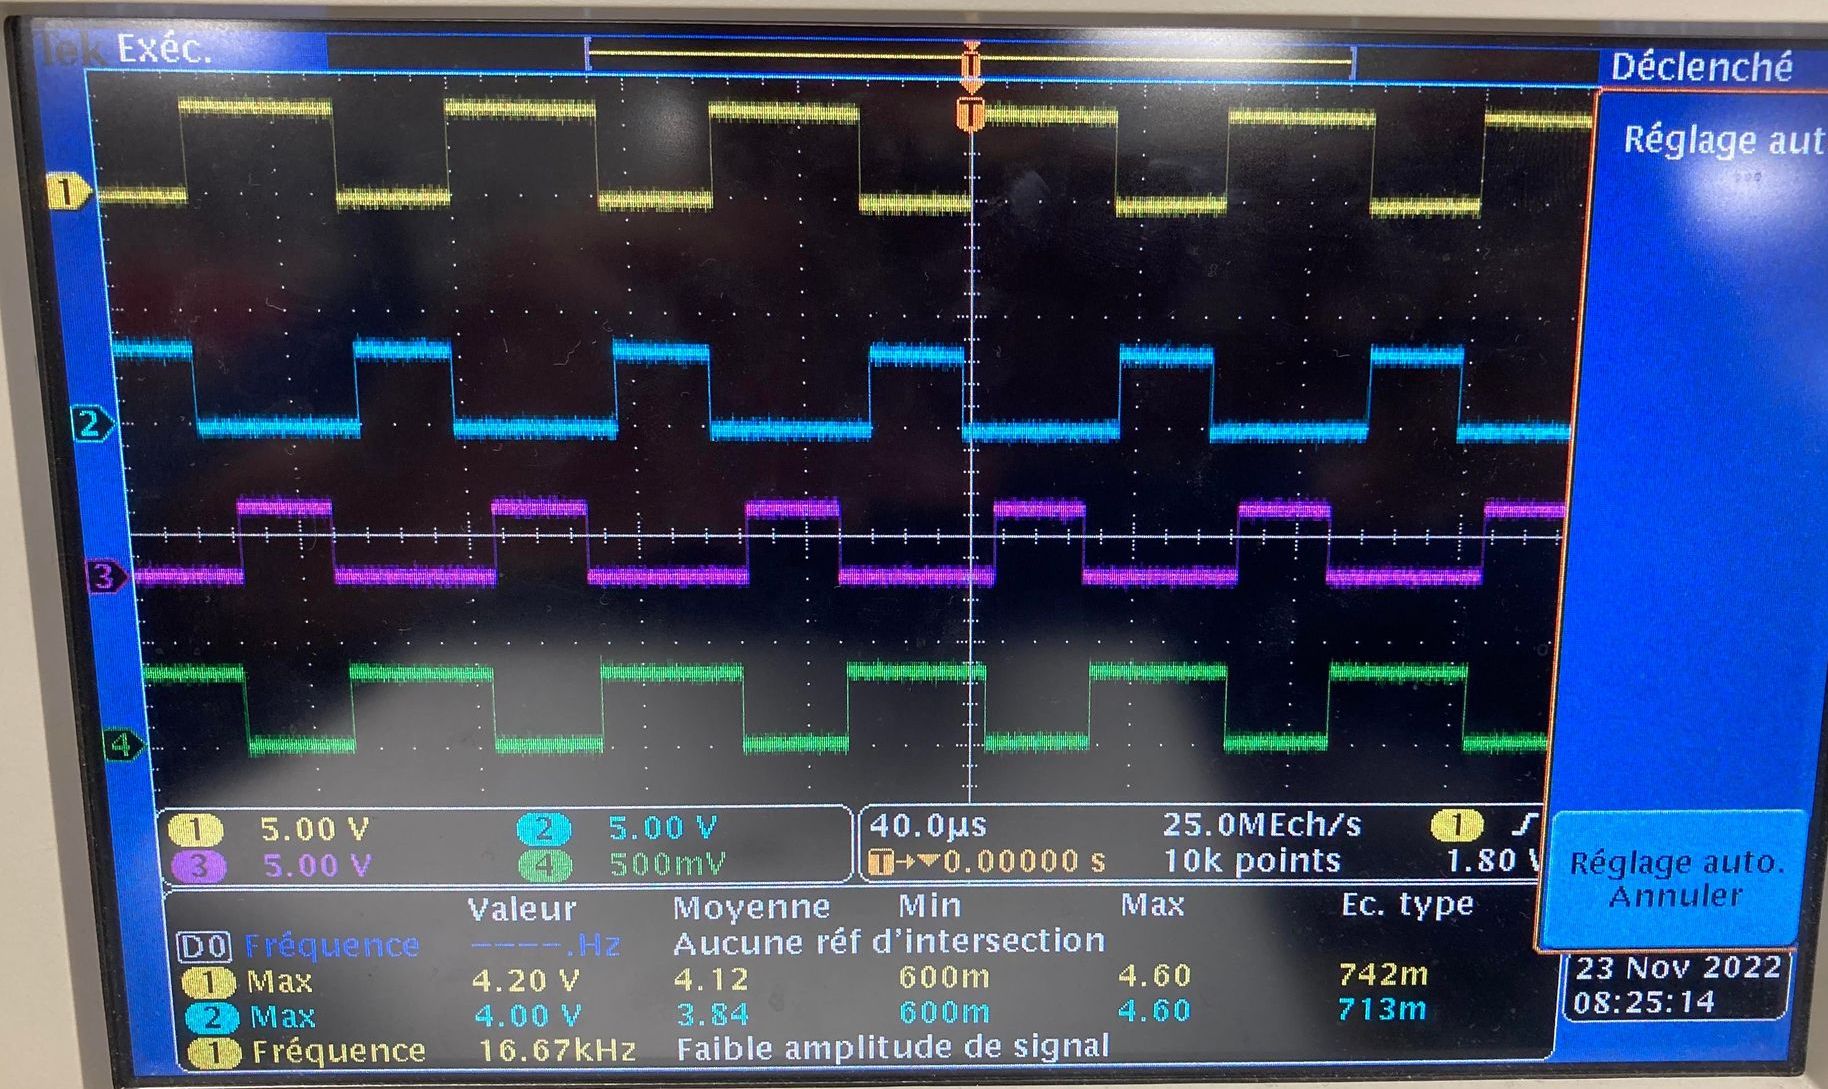 Tek Exéc.
Déclenché
T
T
Réglage aut
1
2
3
4
1 5.00 V 2 5.00 V
3 5.00 V 4 500mV
40.0µs 25.0MÉch/s 1
T→▼0.00000 s 10k points 1.80 V
Réglage auto.
Annuler
Valeur Moyenne Min Max Ec. type
D0 Fréquence ----.Hz Aucune réf d'intersection
1 Max 4.20 V 4.12 600m 4.60 742m
2 Max 4.00 V 3.84 600m 4.60 713m
1 Fréquence 16.67kHz Faible amplitude de signal
23 Nov 2022
08:25:14